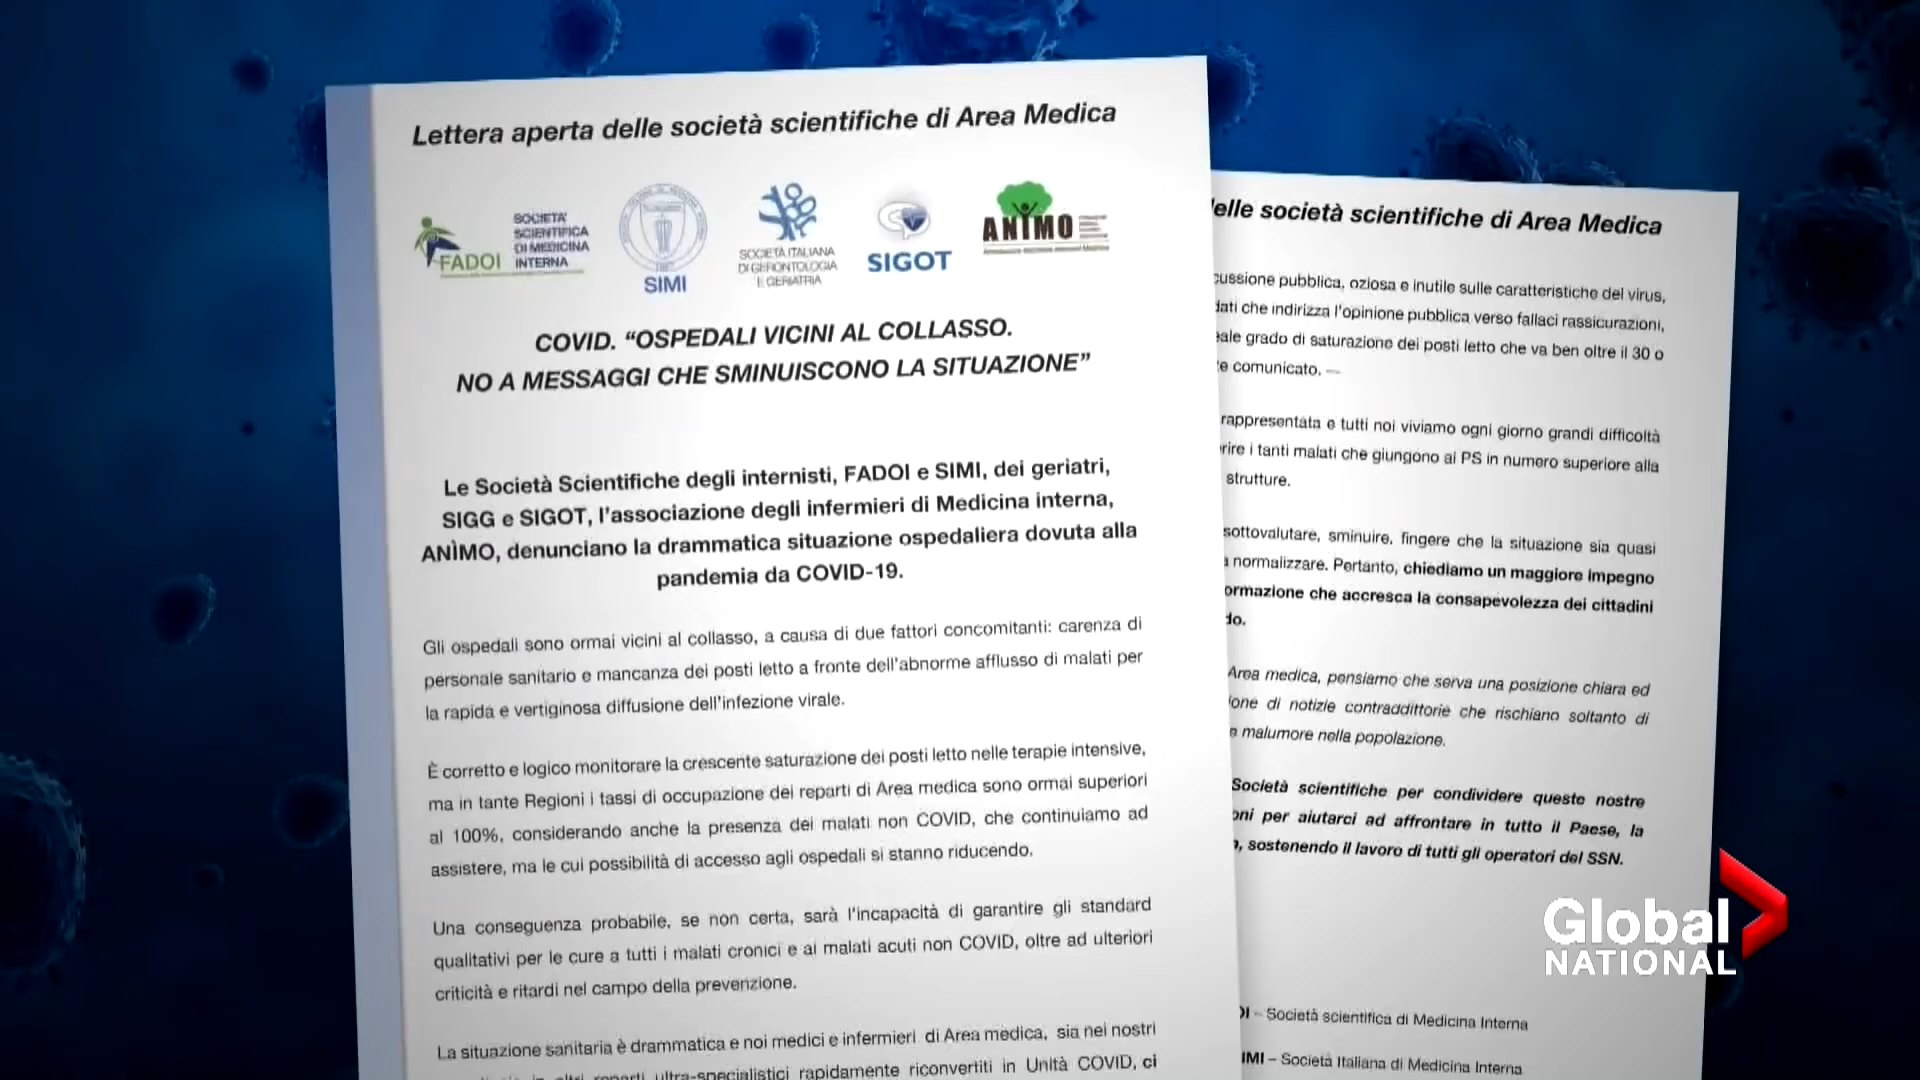 Lettera aperta delle società scientifiche di Area Medica
FADOI
SOCIETA'
SCIENTIFICA
DI MEDICINA
INTERNA
SIMI
SOCIETÀ ITALIANA
DI GERONTOLOGIA
E GERIATRIA
SIGOT
ANIMO
COVID. “OSPEDALI VICINI AL COLLASSO.
NO A MESSAGGI CHE SMINUISCONO LA SITUAZIONE”
Le Società Scientifiche degli internisti, FADOI e SIMI, dei geriatri,
SIGG e SIGOT, l'associazione degli infermieri di Medicina interna,
ANÌMO, denunciano la drammatica situazione ospedaliera dovuta alla
pandemia da COVID-19.
Gli ospedali sono ormai vicini al collasso, a causa di due fattori concomitanti: carenza di
personale sanitario e mancanza dei posti letto a fronte dell'abnorme afflusso di malati per
la rapida e vertiginosa diffusione dell'infezione virale.
È corretto e logico monitorare la crescente saturazione dei posti letto nelle terapie intensive,
ma in tante Regioni i tassi di occupazione dei reparti di Area medica sono ormai superiori
al 100%, considerando anche la presenza dei malati non COVID, che continuiamo ad
assistere, ma le cui possibilità di accesso agli ospedali si stanno riducendo.
Una conseguenza probabile, se non certa, sarà l'incapacità di garantire gli standard
qualitativi per le cure a tutti i malati cronici e ai malati acuti non COVID, oltre ad ulteriori
criticità e ritardi nel campo della prevenzione.
La situazione sanitaria è drammatica e noi medici e infermieri di Area medica, sia nei nostri
altri reparti ultra-specialistici rapidamente riconvertiti in Unità COVID, ci
elle società scientifiche di Area Medica
cussione pubblica, oziosa e inutile sulle caratteristiche del virus,
dati che indirizza l'opinione pubblica verso fallaci rassicurazioni,
eale grado di saturazione dei posti letto che va ben oltre il 30 o
e comunicato.
rappresentata e tutti noi viviamo ogni giorno grandi difficoltà
rire i tanti malati che giungono ai PS in numero superiore alla
strutture.
sottovalutare, sminuire, fingere che la situazione sia quasi
normalizzare. Pertanto, chiediamo un maggiore impegno
ormazione che accresca la consapevolezza dei cittadini
do.
Area medica, pensiamo che serva una posizione chiara ed
ione di notizie contraddittorie che rischiano soltanto di
e malumore nella popolazione.
Società scientifiche per condividere queste nostre
oni per aiutarci ad affrontare in tutto il Paese, la
, sostenendo il lavoro di tutti gli operatori del SSN.
OI – Società scientifica di Medicina Interna
IMI – Società Italiana di Medicina Interna
Global
NATIONAL